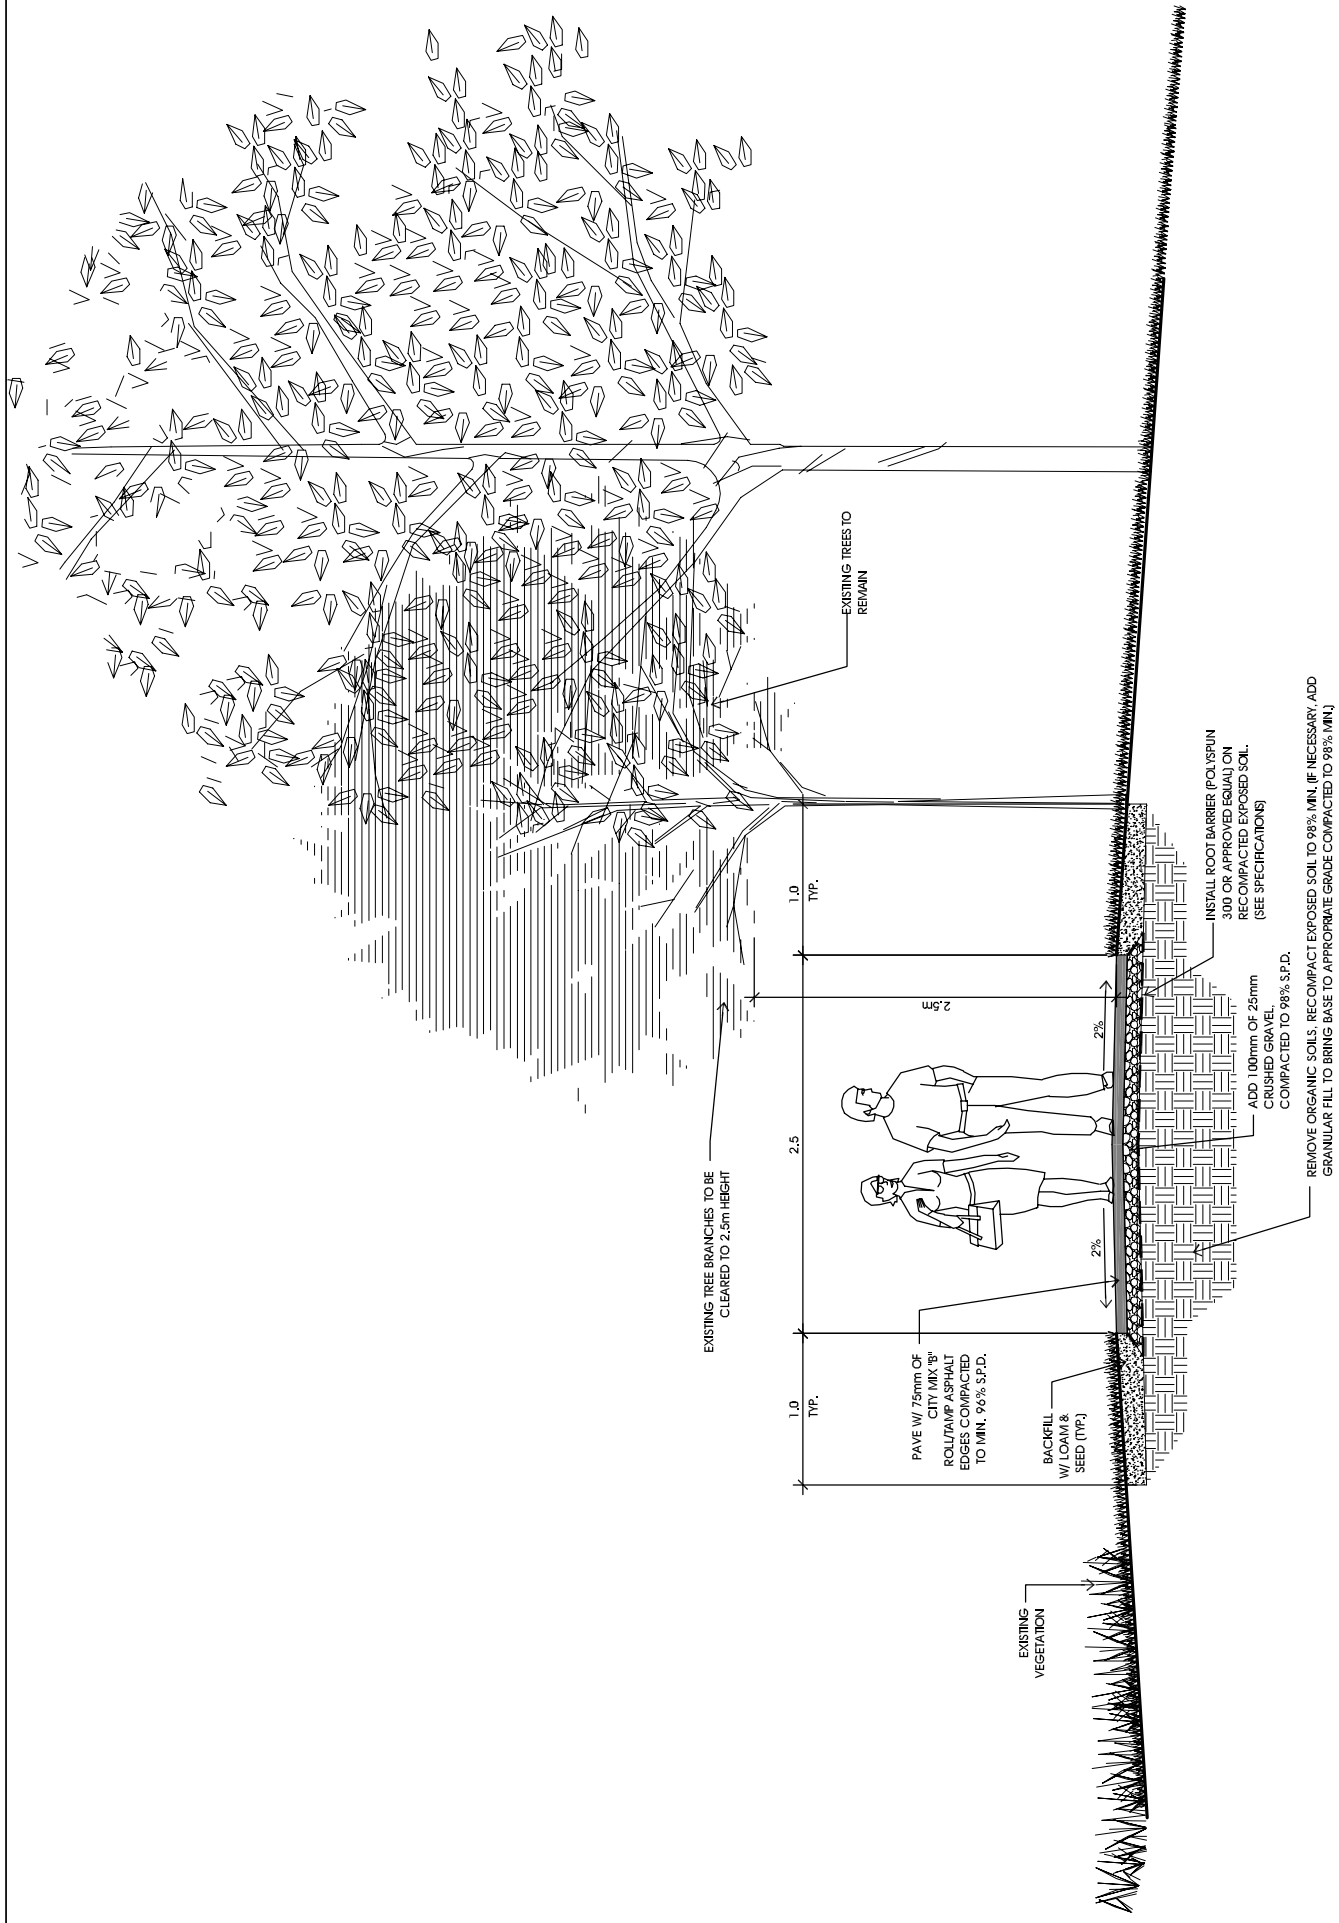 EXISTING TREE BRANCHES TO BE
CLEARED TO 2.5m HEIGHT
EXISTING TREES TO
REMAIN
1.0
TYP.
2.5
1.0
TYP.
2.5m
PAVE W/ 75mm OF
CITY MIX "B"
ROLL/TAMP ASPHALT
EDGES COMPACTED
TO MIN. 96% S.P.D.
2%
2%
EXISTING
VEGETATION
BACKFILL
W/ LOAM &
SEED (TYP.)
INSTALL ROOT BARRIER (POLYSPUN
300 OR APPROVED EQUAL) ON
RECOMPACTED EXPOSED SOIL.
(SEE SPECIFICATIONS)
ADD 100mm OF 25mm
CRUSHED GRAVEL.
COMPACTED TO 98% S.P.D.
REMOVE ORGANIC SOILS, RECOMPACT EXPOSED SOIL TO 98% MIN. (IF NECESSARY, ADD
GRANULAR FILL TO BRING BASE TO APPROPRIATE GRADE COMPACTED TO 98% MIN.)